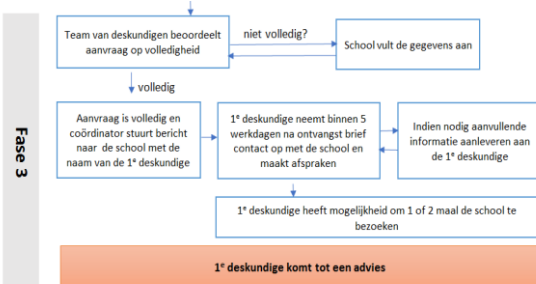 Fase 3
Team van deskundigen beoordeelt
aanvraag op volledigheid
niet volledig?
School vult de gegevens aan
volledig
Aanvraag is volledig en
coördinator stuurt bericht
naar de school met de
naam van de 1e deskundige
1e deskundige neemt binnen 5
werkdagen na ontvangst brief
contact op met de school en
maakt afspraken
Indien nodig aanvullende
informatie aanleveren aan
de 1e deskundige
1e deskundige heeft mogelijkheid om 1 of 2 maal de school te
bezoeken
1e deskundige komt tot een advies